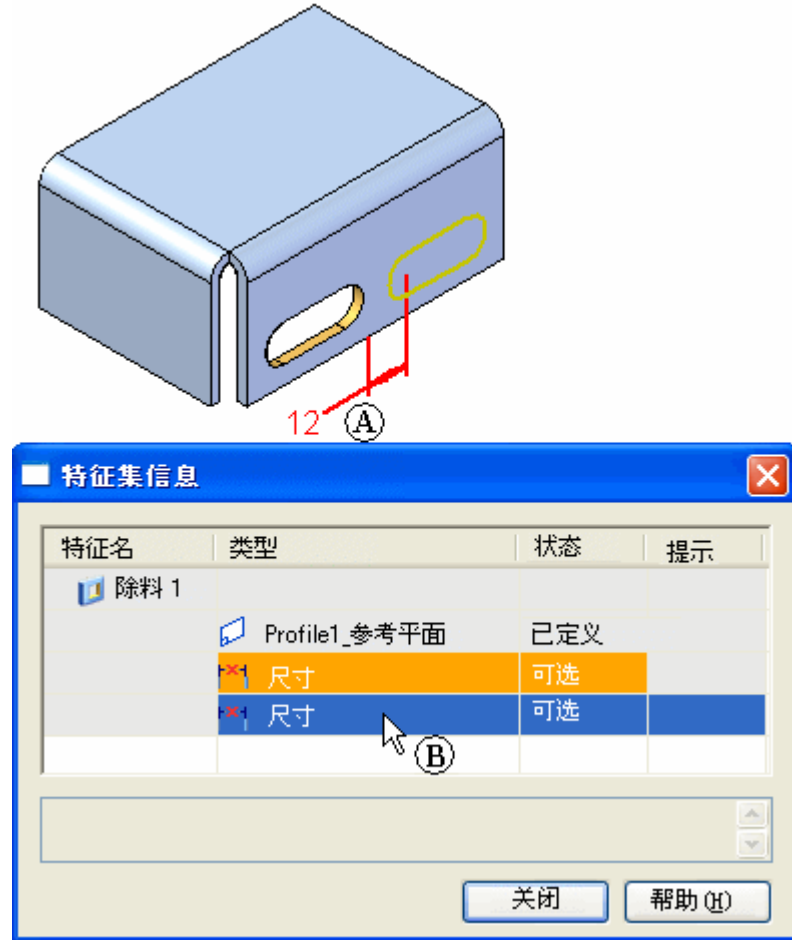 12 A
特征集信息
特征名 类型 状态 提示
除料 1
Profile1_参考平面 已定义
尺寸 可选
尺寸 可选
B
关闭 帮助(H)